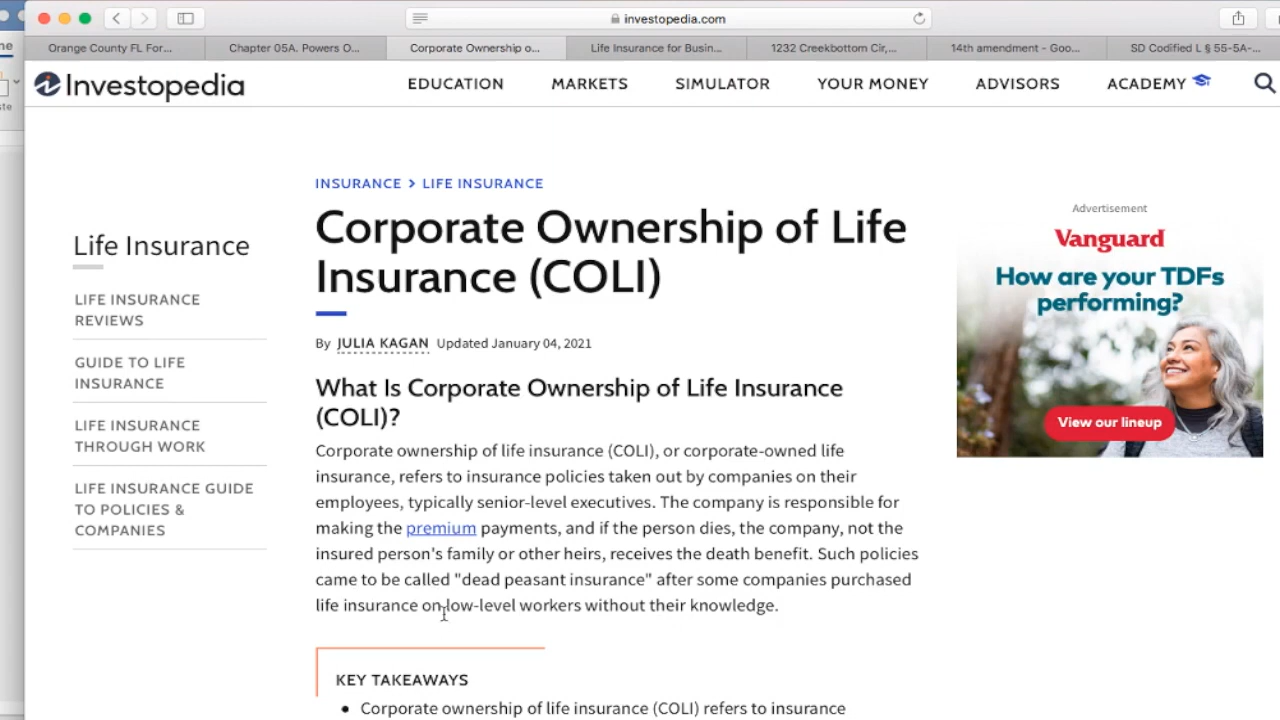 investopedia.com
Orange County FL For...
Chapter 05A. Powers O...
Corporate Ownership o...
Life Insurance for Busin...
1232 Creekbottom Cir,...
14th amendment - Goo...
SD Codified L § 55-5A-...
Investopedia
EDUCATION
MARKETS
SIMULATOR
YOUR MONEY
ADVISORS
ACADEMY
INSURANCE > LIFE INSURANCE
Corporate Ownership of Life
Insurance (COLI)
By JULIA KAGAN Updated January 04, 2021
What Is Corporate Ownership of Life Insurance
(COLI)?
Corporate ownership of life insurance (COLI), or corporate-owned life
insurance, refers to insurance policies taken out by companies on their
employees, typically senior-level executives. The company is responsible for
making the premium payments, and if the person dies, the company, not the
insured person's family or other heirs, receives the death benefit. Such policies
came to be called "dead peasant insurance" after some companies purchased
life insurance on low-level workers without their knowledge.
KEY TAKEAWAYS
• Corporate ownership of life insurance (COLI) refers to insurance
Life Insurance
LIFE INSURANCE
REVIEWS
GUIDE TO LIFE
INSURANCE
LIFE INSURANCE
THROUGH WORK
LIFE INSURANCE GUIDE
TO POLICIES &
COMPANIES
Advertisement
Vanguard
How are your TDFs
performing?
View our lineup